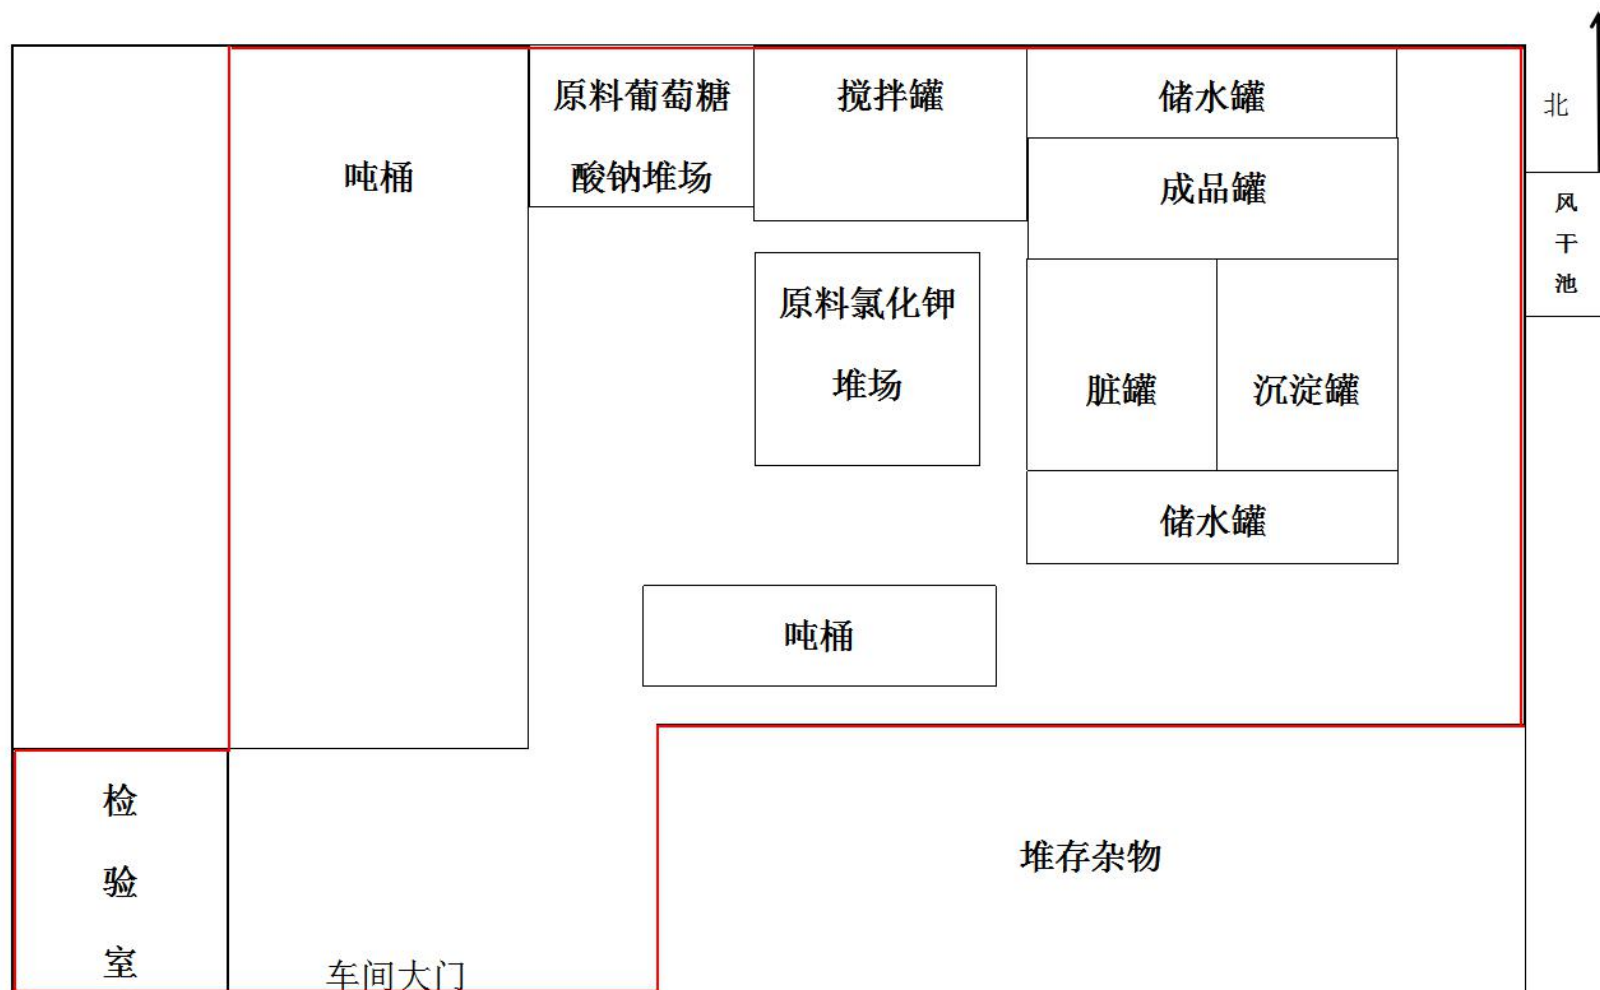 原料葡萄糖
酸钠堆场
搅拌罐
储水罐
北
吨桶
成品罐
风
干
池
原料氯化钾
堆场
脏罐
沉淀罐
储水罐
吨桶
检
验
室
堆存杂物
车间大门